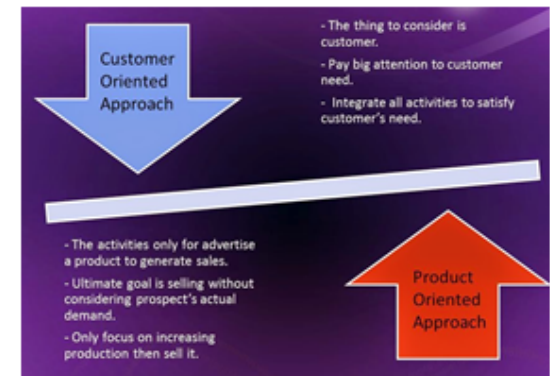 Customer
Oriented
Approach
- The thing to consider is
customer.
- Pay big attention to customer
need.
- Integrate all activities to satisfy
customer's need.
- The activities only for advertise
a product to generate sales.
- Ultimate goal is selling without
considering prospect's actual
demand.
- Only focus on increasing
production then sell it.
Product
Oriented
Approach